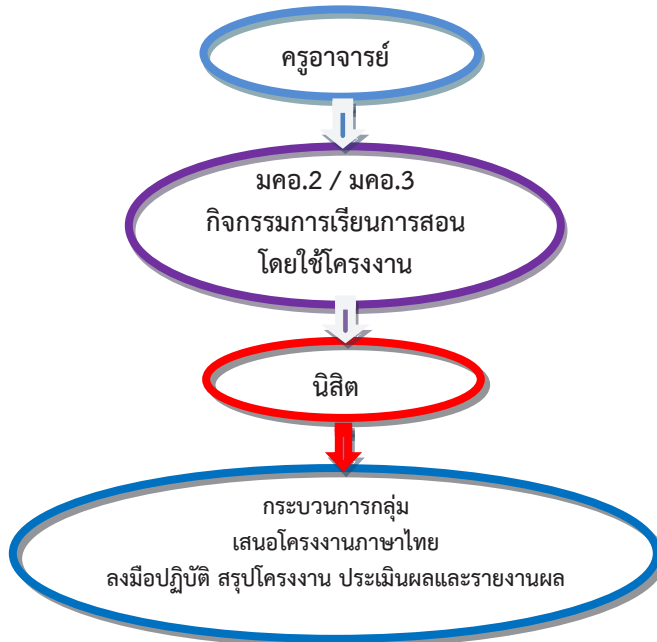 ครูอาจารย์
มคอ.2 / มคอ.3
กิจกรรมการเรียนการสอน
โดยใช้โครงงาน
นิสิต
กระบวนการกลุ่ม
เสนอโครงงานภาษาไทย
ลงมือปฏิบัติ สรุปโครงงาน ประเมินผลและรายงานผล